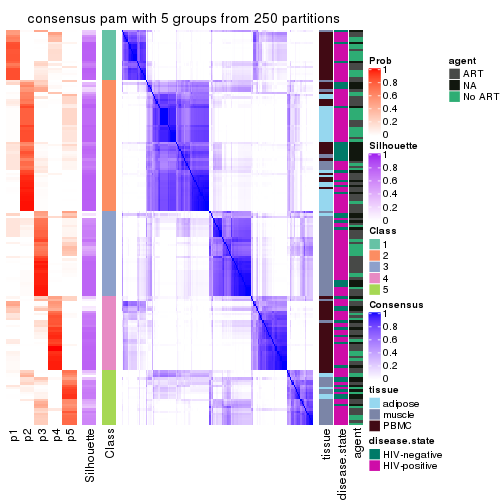 consensus pam with 5 groups from 250 partitions
Prob
1
0.8
0.6
0.4
0.2
0
Silhouette
1
0.8
0.6
0.4
0.2
0
Class
1
2
3
4
5
Consensus
1
0.8
0.6
0.4
0.2
0
tissue
adipose
muscle
PBMC
disease.state
HIV-negative
HIV-positive
agent
ART
NA
No ART
p1
p2
p3
p4
p5
Silhouette
Class
tissue
disease.state
agent